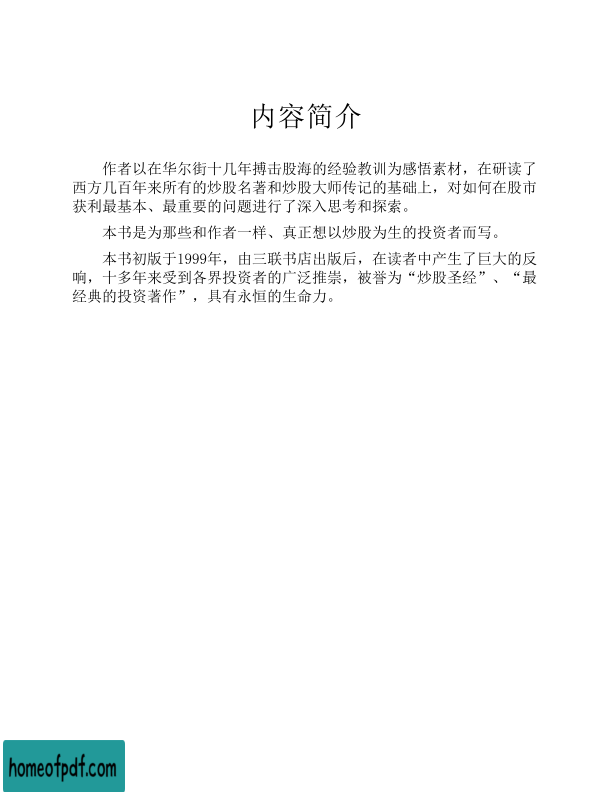 内容简介
作者以在华尔街十几年搏击股海的经验教训为感悟素材，在研读了
西方几百年来所有的炒股名著和炒股大师传记的基础上，对如何在股市
获利最基本、最重要的问题进行了深入思考和探索。
本书是为那些和作者一样、真正想以炒股为生的投资者而写。
本书初版于1999年，由三联书店出版后，在读者中产生了巨大的反
响，十多年来受到各界投资者的广泛推崇，被誉为“炒股圣经”、“最
经典的投资著作”，具有永恒的生命力。
homeofpdf.com